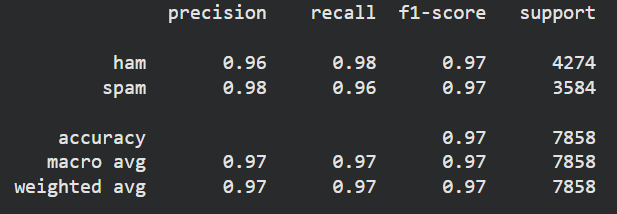 precision recall f1-score support
ham 0.96 0.98 0.97 4274
spam 0.98 0.96 0.97 3584
accuracy 0.97 7858
macro avg 0.97 0.97 0.97 7858
weighted avg 0.97 0.97 0.97 7858